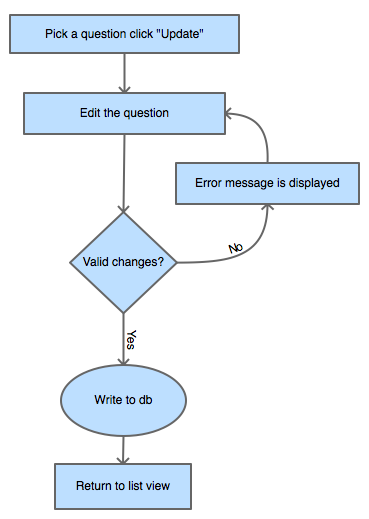 Pick a question click "Update"
Edit the question
Error message is displayed
Valid changes?
No
Yes
Write to db
Return to list view